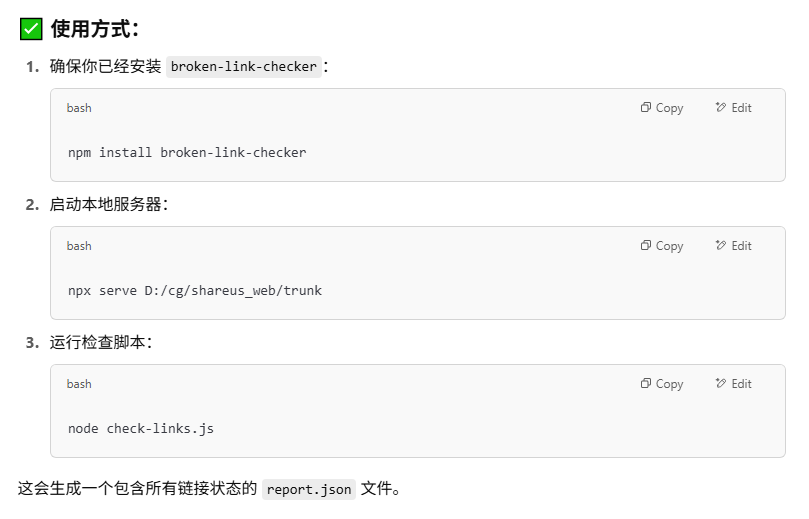 ✅ 使用方式：
1. 确保你已经安装 broken-link-checker：
bash Copy Edit
npm install broken-link-checker
2. 启动本地服务器：
bash Copy Edit
npx serve D:/cg/shareus_web/trunk
3. 运行检查脚本：
bash Copy Edit
node check-links.js
这会生成一个包含所有链接状态的 report.json 文件。